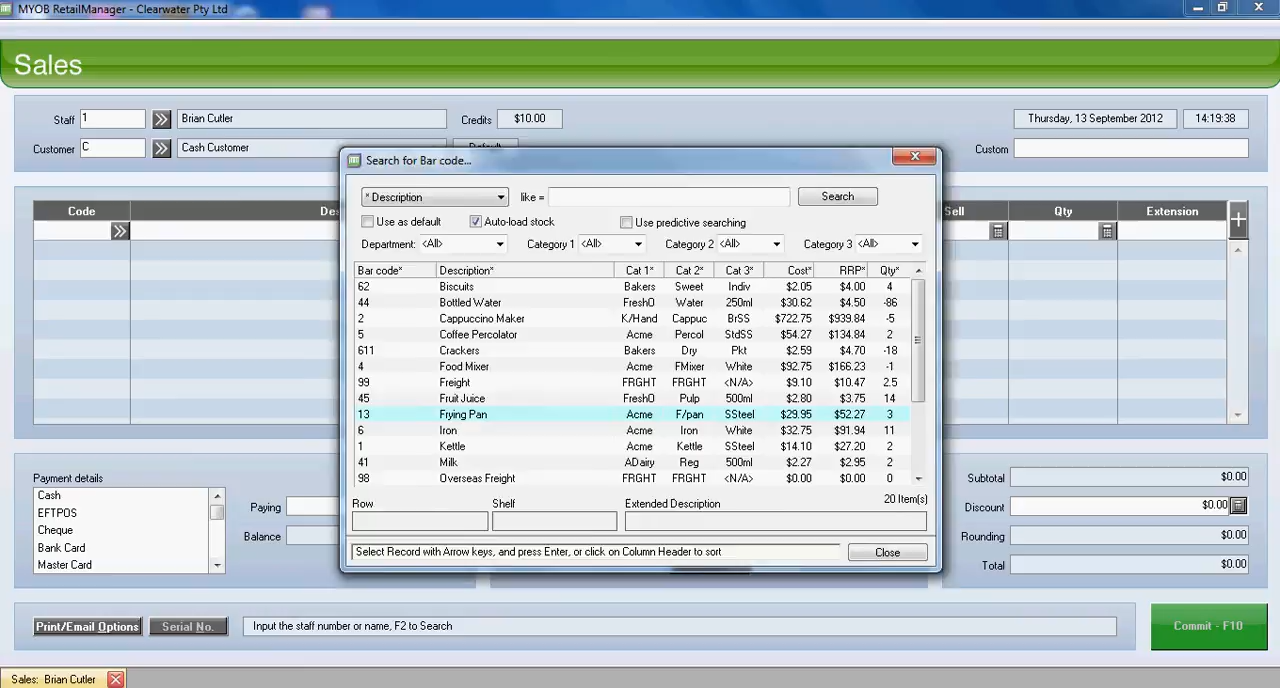 MYOB RetailManager - Clearwater Pty Ltd
Sales
Staff 1 Brian Cutler Credits $10.00 Thursday, 13 September 2012 14:19:38
Customer C Cash Customer Custom
Search for Bar code...
* Description like = Search
Use as default Auto-load stock Use predictive searching
Department: <All> Category 1 <All> Category 2 <All> Category 3 <All>
Code Sell Qty Extension
Bar code* Description* Cat 1* Cat 2* Cat 3* Cost* RRP* Qty*
62 Biscuits Bakers Sweet Indiv $2.05 $4.00 4
44 Bottled Water FreshO Water 250ml $30.62 $4.50 -86
2 Cappuccino Maker K/Hand Cappuc BrSS $722.75 $939.84 -5
5 Coffee Percolator Acme Percol StdSS $54.27 $134.84 2
611 Crackers Bakers Dry Pkt $2.59 $4.70 -18
4 Food Mixer Acme FMixer White $92.75 $166.23 -1
99 Freight FRGHT FRGHT <N/A> $9.10 $10.47 2.5
45 Fruit Juice FreshO Pulp 500ml $2.80 $3.75 14
13 Frying Pan Acme F/pan SSteel $29.95 $52.27 3
6 Iron Acme Iron White $32.75 $91.94 11
1 Kettle Acme Kettle SSteel $14.10 $27.20 2
41 Milk ADairy Reg 500ml $2.27 $2.95 2
98 Overseas Freight FRGHT FRGHT <N/A> $0.00 $0.00 0
20 Item(s)
Row Shelf Extended Description
Select Record with Arrow keys, and press Enter, or click on Column Header to sort Close
Payment details
Cash
EFTPOS
Cheque
Bank Card
Master Card
Paying
Balance
Subtotal $0.00
Discount $0.00
Rounding $0.00
Total $0.00
Print/Email Options Serial No. Input the staff number or name, F2 to Search Commit - F10
Sales: Brian Cutler